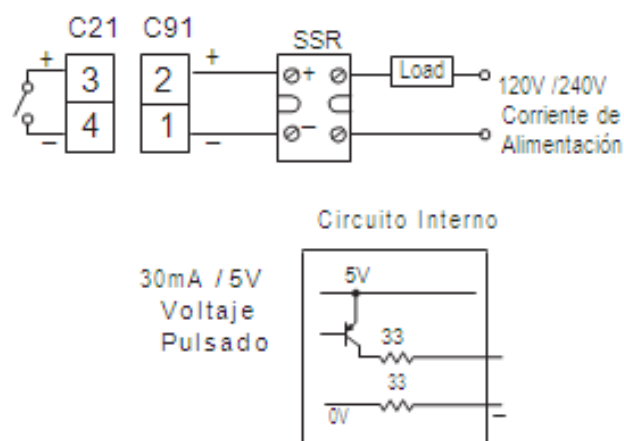 C21 C91
SSR
+ + + Load
3 2
120V /240V
Corriente de
Alimentación
4 1
− − −
Circuito Interno
30mA / 5V
Voltaje
Pulsado
5V
33
33
0V −